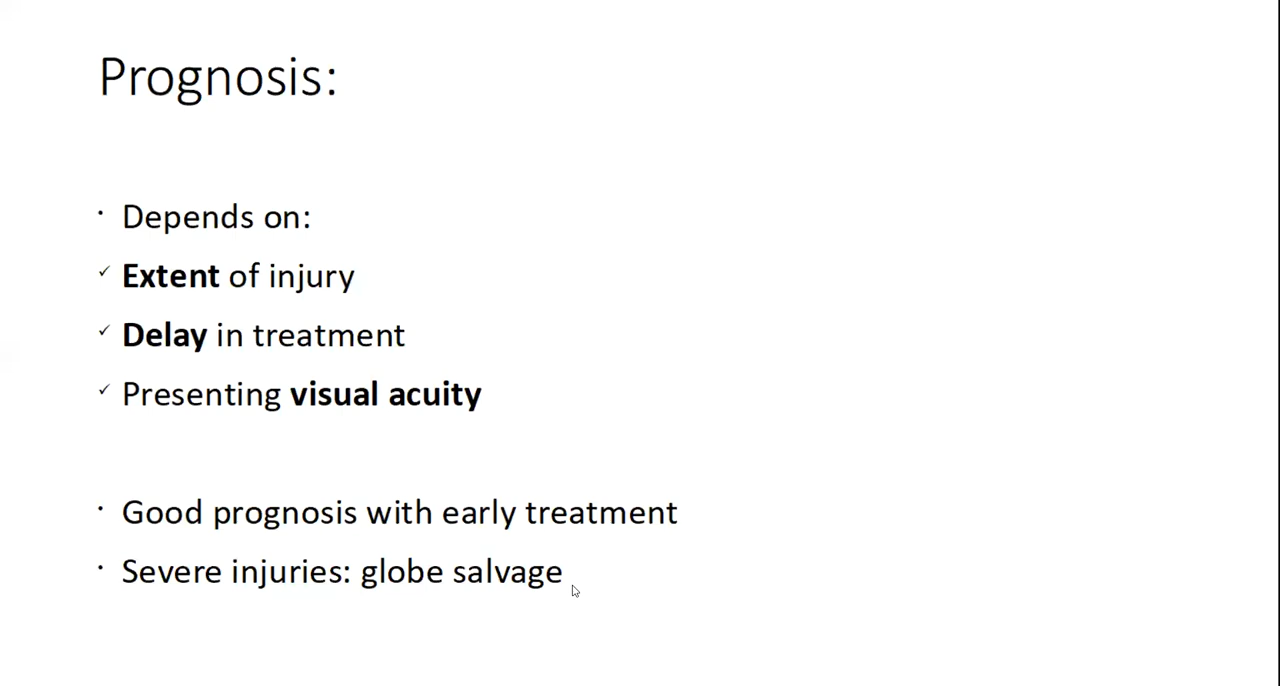 Prognosis:
• Depends on:
✓ Extent of injury
✓ Delay in treatment
✓ Presenting visual acuity
• Good prognosis with early treatment
• Severe injuries: globe salvage